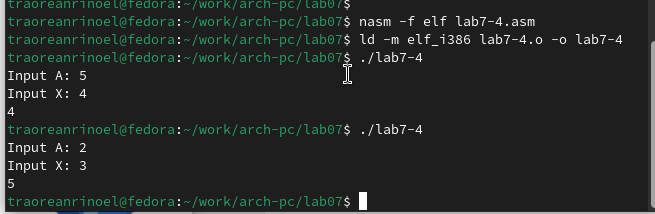 traoreanrinoel@fedora:~/work/arch-pc/lab07$
traoreanrinoel@fedora:~/work/arch-pc/lab07$ nasm -f elf lab7-4.asm
traoreanrinoel@fedora:~/work/arch-pc/lab07$ ld -m elf_i386 lab7-4.o -o lab7-4
traoreanrinoel@fedora:~/work/arch-pc/lab07$ ./lab7-4
Input A: 5
Input X: 4
4
traoreanrinoel@fedora:~/work/arch-pc/lab07$ ./lab7-4
Input A: 2
Input X: 3
5
traoreanrinoel@fedora:~/work/arch-pc/lab07$